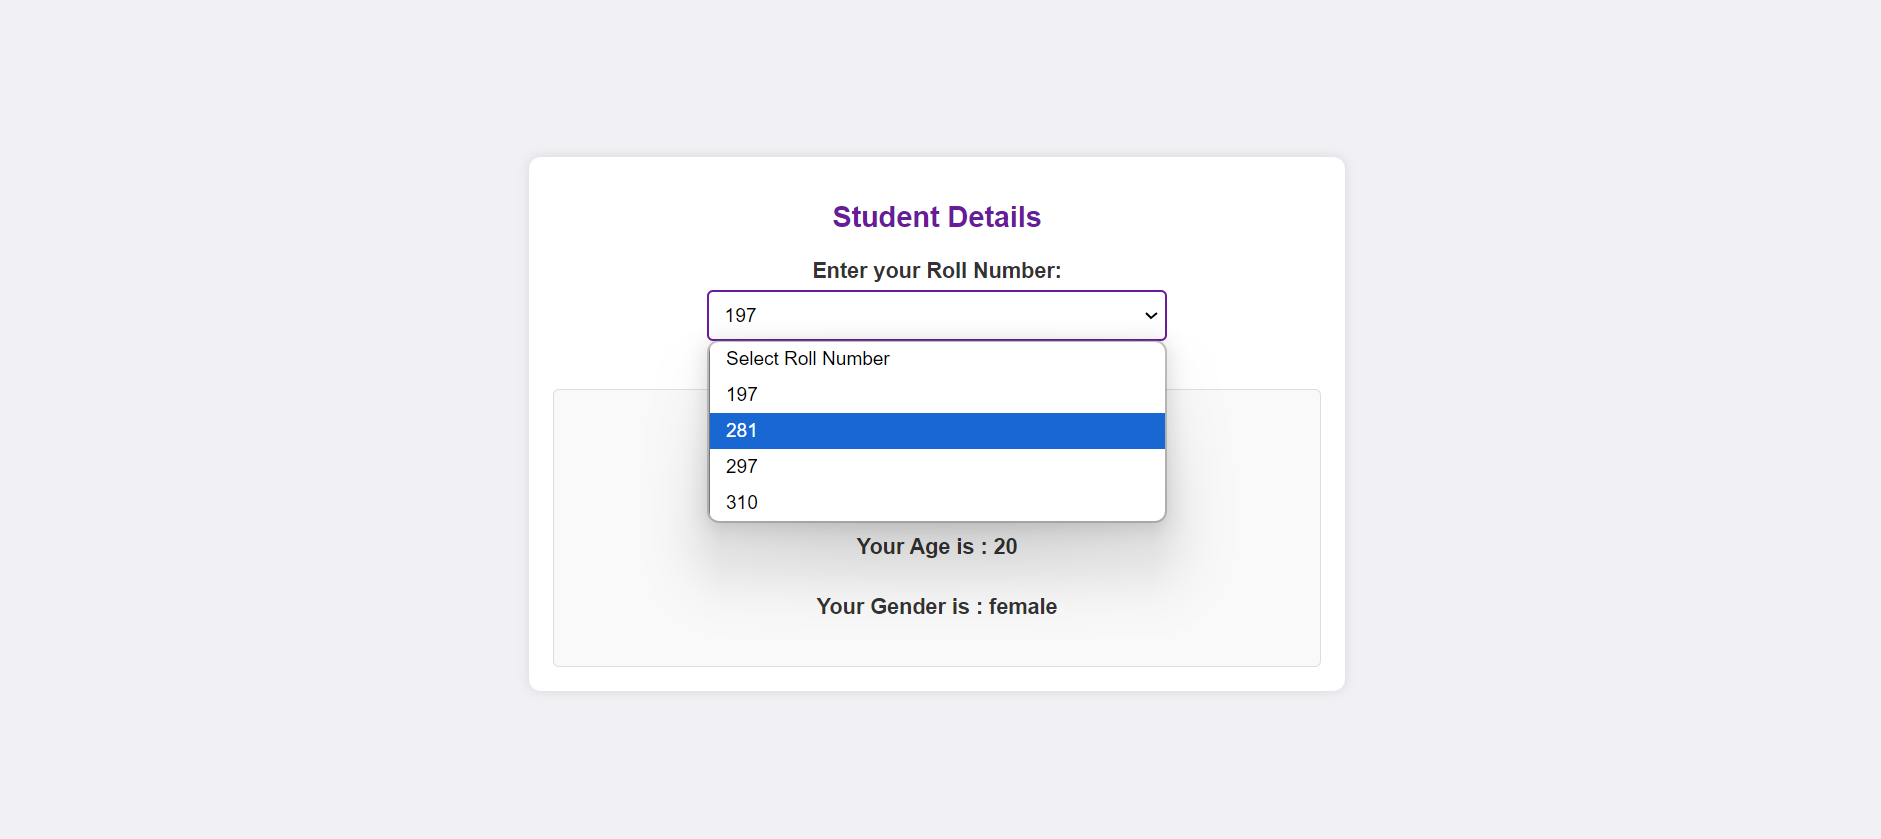 Student Details
Enter your Roll Number:
197
Select Roll Number
197
281
297
310
Your Age is : 20
Your Gender is : female